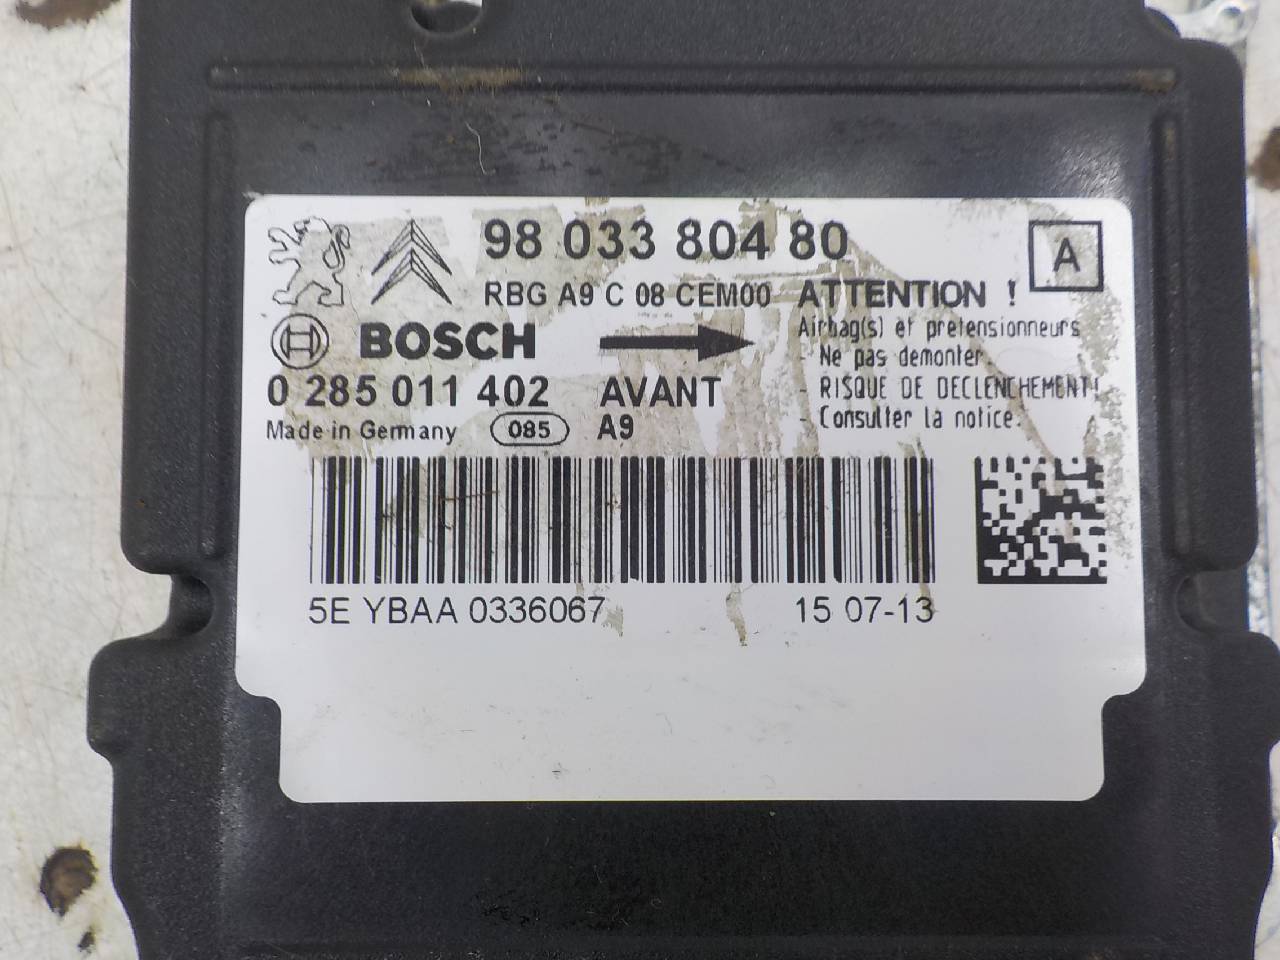 98 033 804 80
A
RBG A9 C 08 CEM00 ATTENTION !
BOSCH
Airbag(s) et pretensionneurs
- Ne pas demonter.
0 285 011 402 AVANT
- RISQUE DE DECLENCHEMENT!
- Consulter la notice.
Made in Germany 085 A9
5E YBAA 0336067 15 07-13